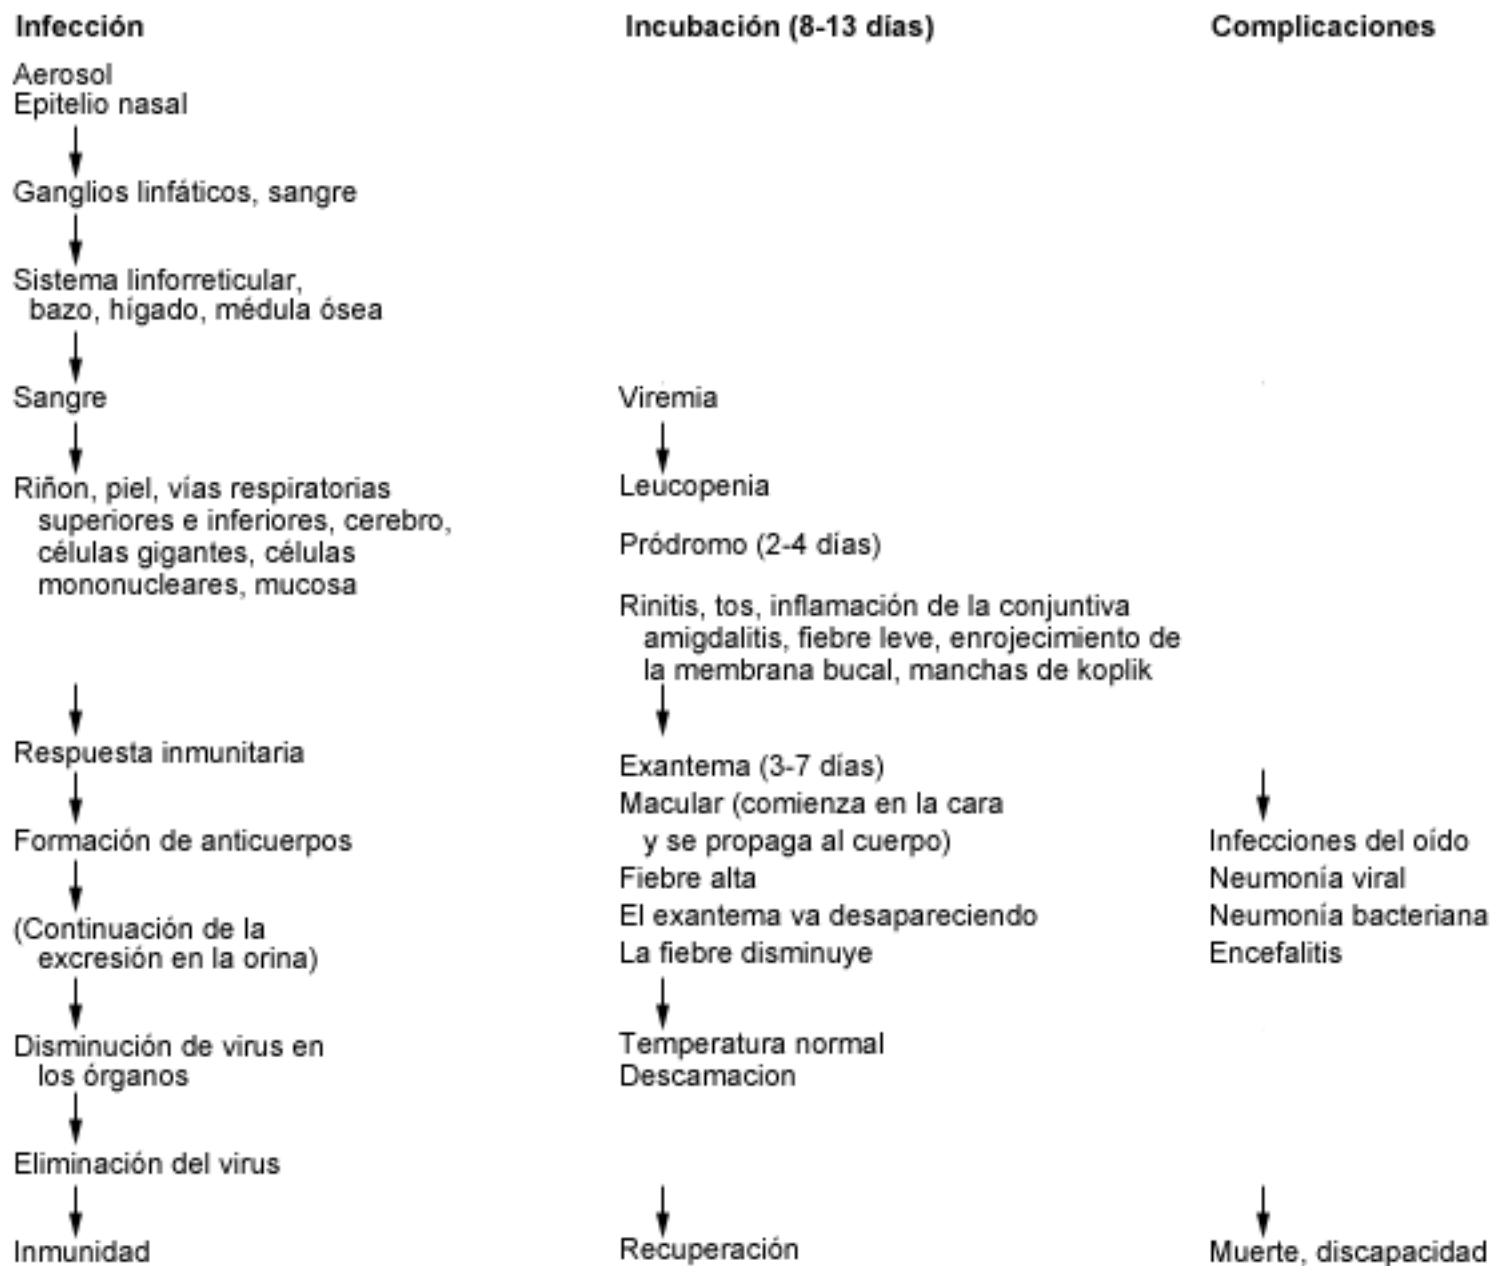 Infección
Aerosol
Epitelio nasal
Ganglios linfáticos, sangre
Sistema linforreticular,
bazo, hígado, médula ósea
Sangre
Riñon, piel, vías respiratorias
superiores e inferiores, cerebro,
células gigantes, células
mononucleares, mucosa
Respuesta inmunitaria
Formación de anticuerpos
(Continuación de la
excresión en la orina)
Disminución de virus en
los órganos
Eliminación del virus
Inmunidad
Incubación (8-13 días)
Viremia
Leucopenia
Pródromo (2-4 días)
Rinitis, tos, inflamación de la conjuntiva
amigdalitis, fiebre leve, enrojecimiento de
la membrana bucal, manchas de koplik
Exantema (3-7 días)
Macular (comienza en la cara
y se propaga al cuerpo)
Fiebre alta
El exantema va desapareciendo
La fiebre disminuye
Temperatura normal
Descamacion
Recuperación
Complicaciones
Infecciones del oído
Neumonía viral
Neumonía bacteriana
Encefalitis
Muerte, discapacidad